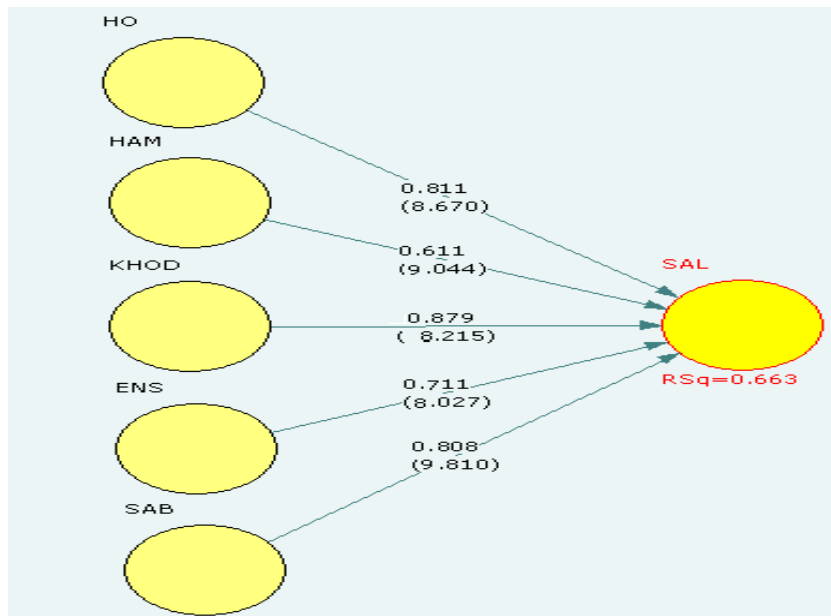 HO
HAM
0.811
(8.670)
0.611
(9.044)
KHOD
SAL
0.879
( 8.215)
RSq=0.663
ENS
0.711
(8.027)
0.808
(9.810)
SAB